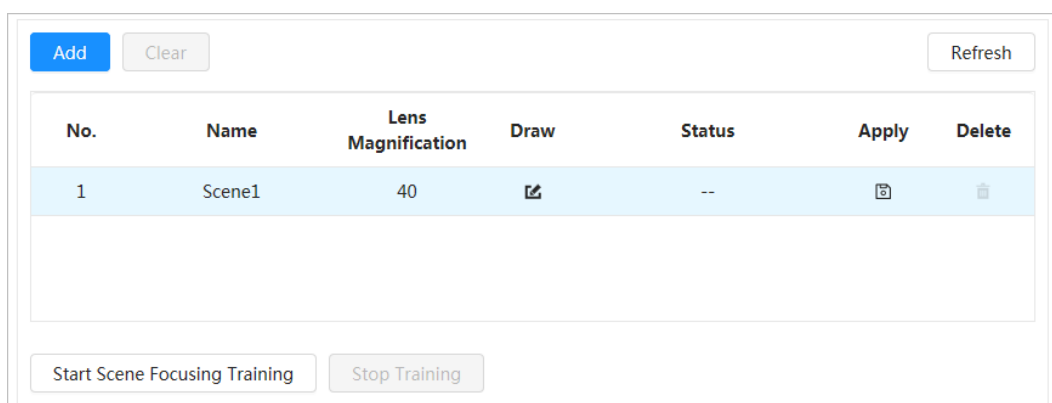 Add Clear Refresh
No. Name Lens Magnification Draw Status Apply Delete
1 Scene1 40 --
Start Scene Focusing Training Stop Training